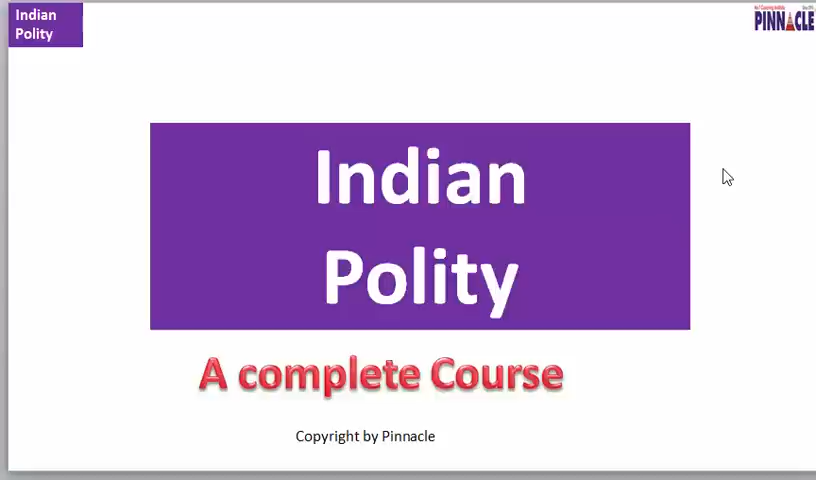 Indian
Polity
PINNACLE
Indian
Polity
A complete Course
Copyright by Pinnacle